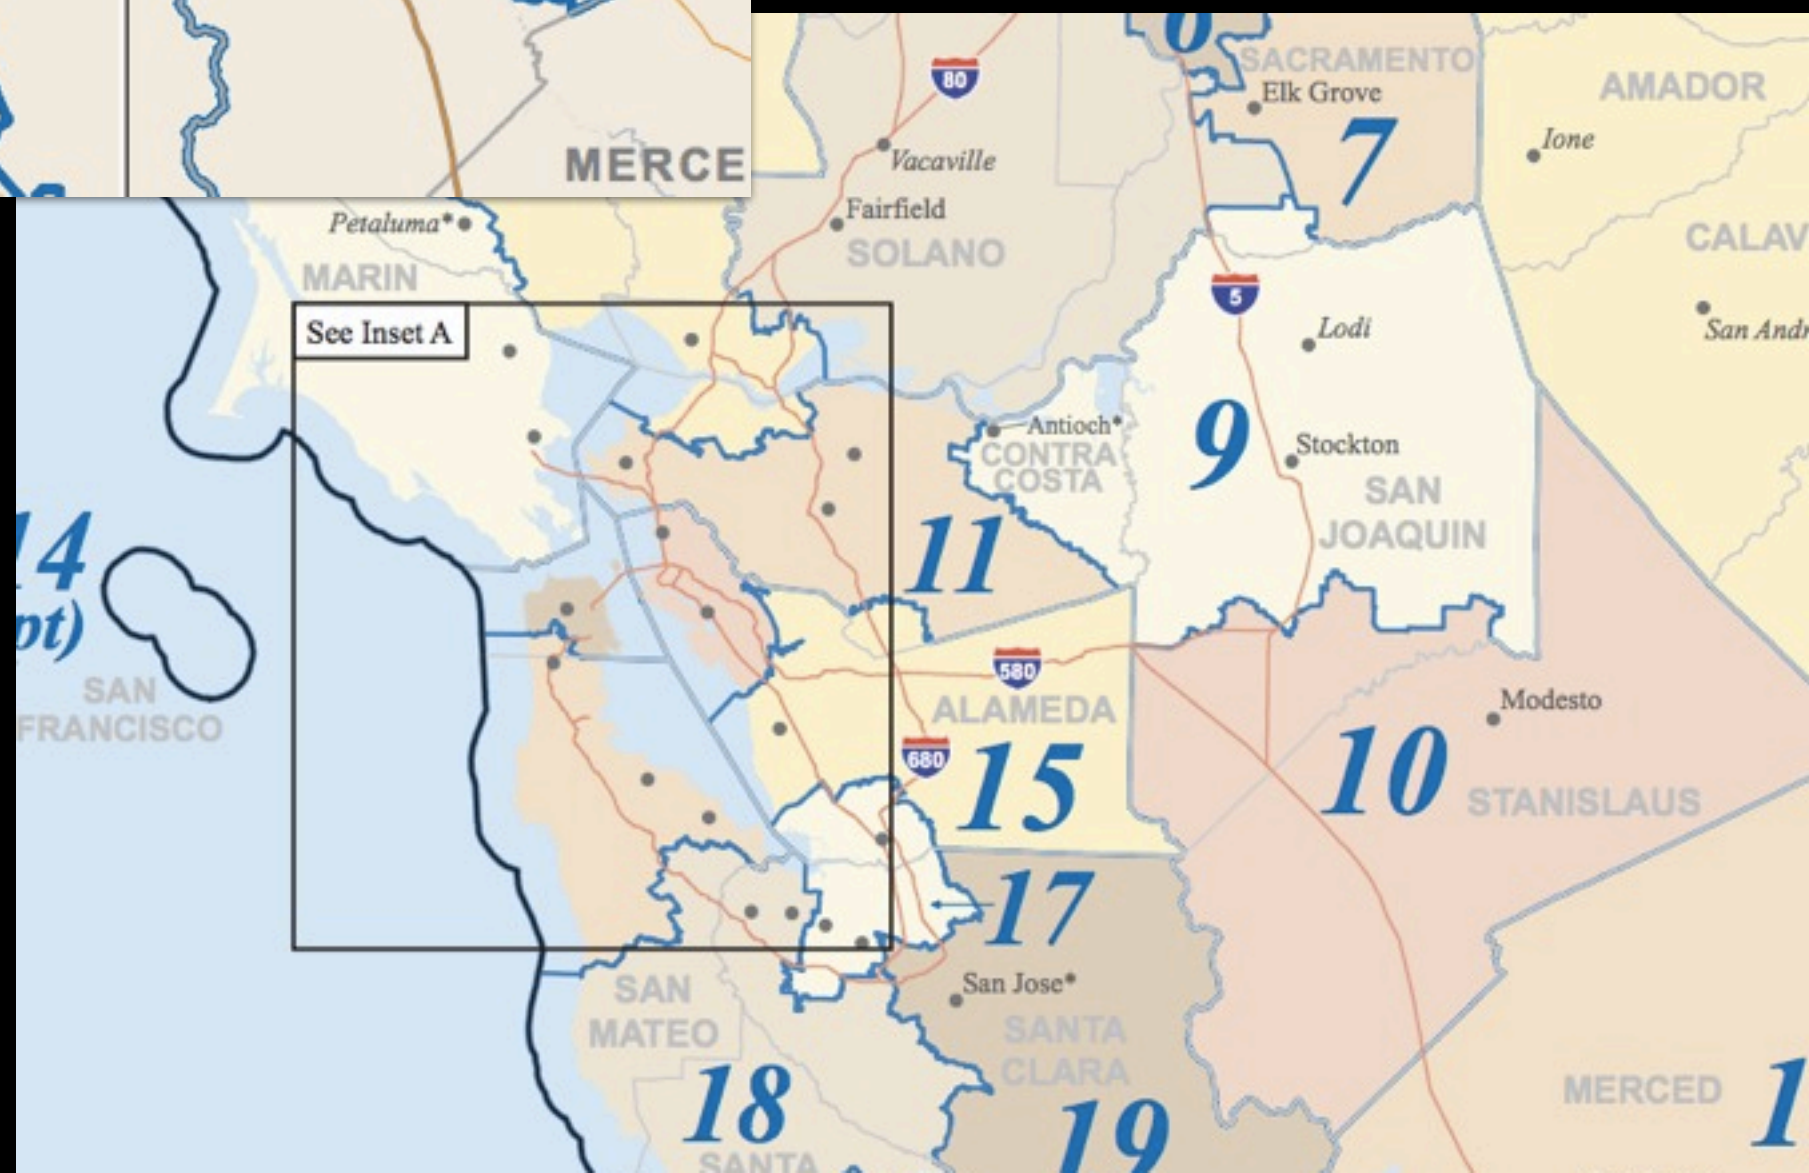 MERCE
80
6
SACRAMENTO
Elk Grove
7
AMADOR
Ione
Vacaville
Petaluma*
Fairfield
SOLANO
MARIN
CALAV
5
See Inset A
Lodi
San Andr
9
Antioch*
CONTRA
COSTA
Stockton
SAN
JOAQUIN
14
pt)
11
580
SAN
FRANCISCO
ALAMEDA
680
15
Modesto
10
STANISLAUS
17
San Jose*
SAN
MATEO
SANTA
CLARA
18
19
MERCED
1
SANTA